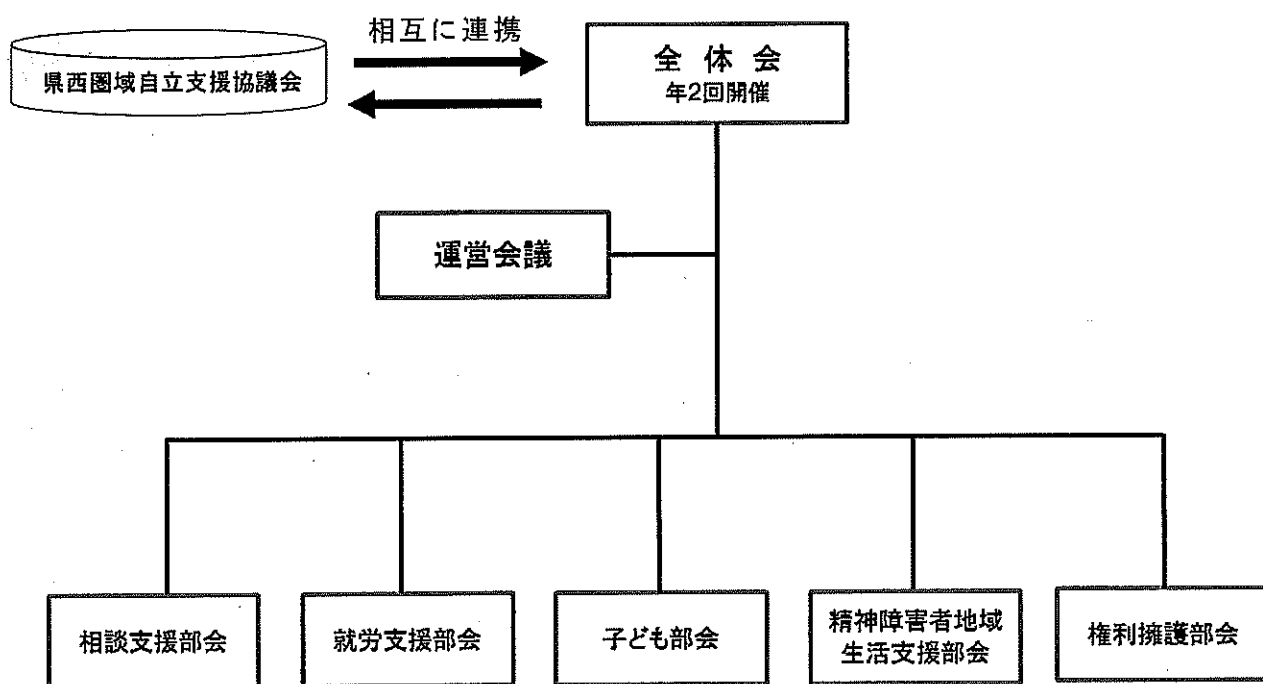 相互に連携
県西圏域自立支援協議会
全体会
年2回開催
運営会議
相談支援部会
就労支援部会
子ども部会
精神障害者地域
生活支援部会
権利擁護部会